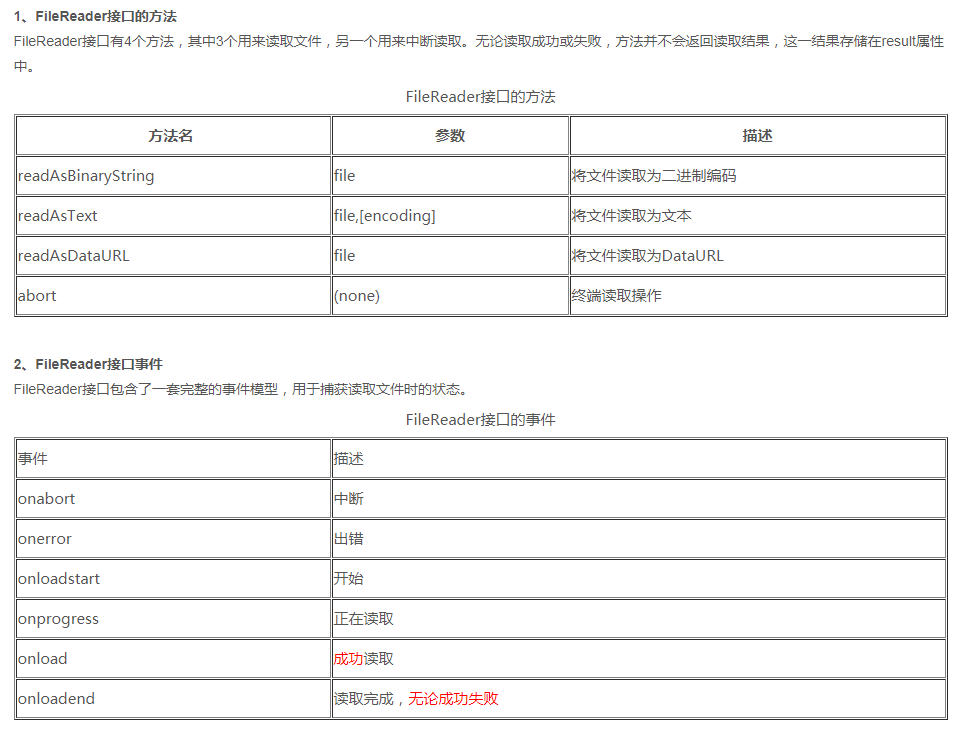 1、FileReader接口的方法
FileReader接口有4个方法，其中3个用来读取文件，另一个用来中断读取。无论读取成功或失败，方法并不会返回读取结果，这一结果存储在result属性
中。
FileReader接口的方法
方法名 参数 描述
readAsBinaryString file 将文件读取为二进制编码
readAsText file,[encoding] 将文件读取为文本
readAsDataURL file 将文件读取为DataURL
abort (none) 终端读取操作
2、FileReader接口事件
FileReader接口包含了一套完整的事件模型，用于捕获读取文件时的状态。
FileReader接口的事件
事件 描述
onabort 中断
onerror 出错
onloadstart 开始
onprogress 正在读取
onload 成功读取
onloadend 读取完成，无论成功失败